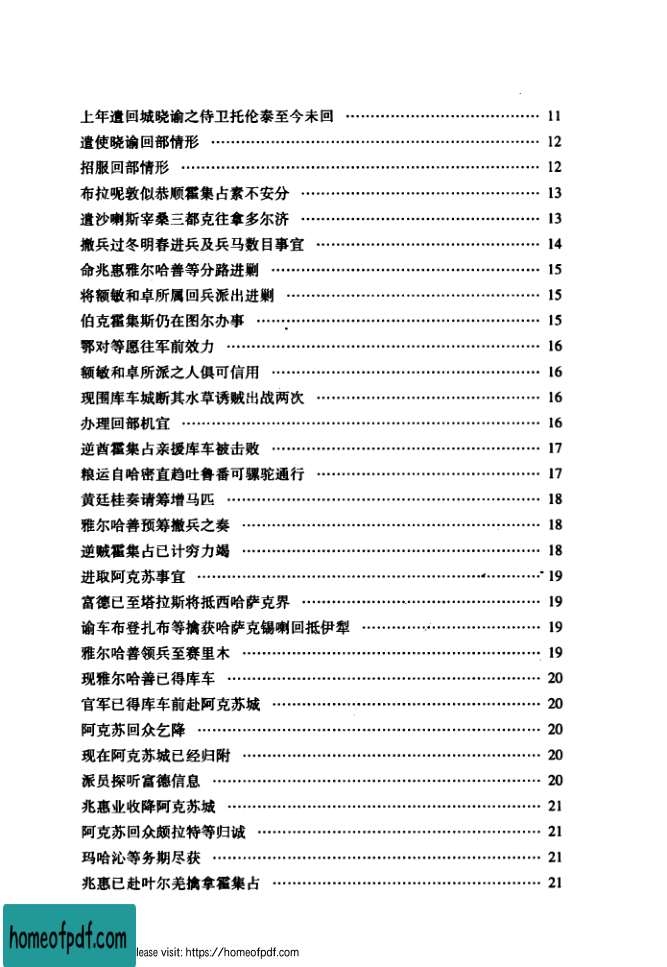 上年遣回城晓谕之侍卫托伦泰至今未回 …………………………………… 11
遣使晓谕回部情形 …………………………………… 12
招服回部情形 …………………………………… 12
布拉呢敦似恭顺霍集占素不安分 …………………………………… 13
遣沙喇斯宰桑三都克往拿多尔济 …………………………………… 13
撤兵过冬明春进兵及兵马数目事宜 …………………………………… 14
命兆惠雅尔哈善等分路进剿 …………………………………… 15
将额敏和卓所属回兵派出进剿 …………………………………… 15
伯克霍集斯仍在图尔办事 …………………………………… 15
鄂对等愿往军前效力 …………………………………… 16
额敏和卓所派之人俱可信用 …………………………………… 16
现围库车城断其水草诱贼出战两次 …………………………………… 16
办理回部机宜 …………………………………… 16
逆酋霍集占亲援库车被击败 …………………………………… 17
粮运自哈密直趋吐鲁番可骡驼通行 …………………………………… 17
黄廷桂奏请筹增马匹 …………………………………… 18
雅尔哈善预筹撤兵之奏 …………………………………… 18
逆贼霍集占已计穷力竭 …………………………………… 18
进取阿克苏事宜 …………………………………… 19
富德已至塔拉斯将抵西哈萨克界 …………………………………… 19
谕车布登扎布等擒获哈萨克锡喇回抵伊犁 …………………………………… 19
雅尔哈善领兵至赛里木 …………………………………… 19
现雅尔哈善已得库车 …………………………………… 20
官军已得库车前赴阿克苏城 …………………………………… 20
阿克苏回众乞降 …………………………………… 20
现在阿克苏城已经归附 …………………………………… 20
派员探听富德信息 …………………………………… 20
兆惠业收降阿克苏城 …………………………………… 21
阿克苏回众颇拉特等归诚 …………………………………… 21
玛哈沁等务期尽获 …………………………………… 21
兆惠已赴叶尔羌擒拿霍集占 …………………………………… 21
homeofpdf.com
lease visit: https://homeofpdf.com